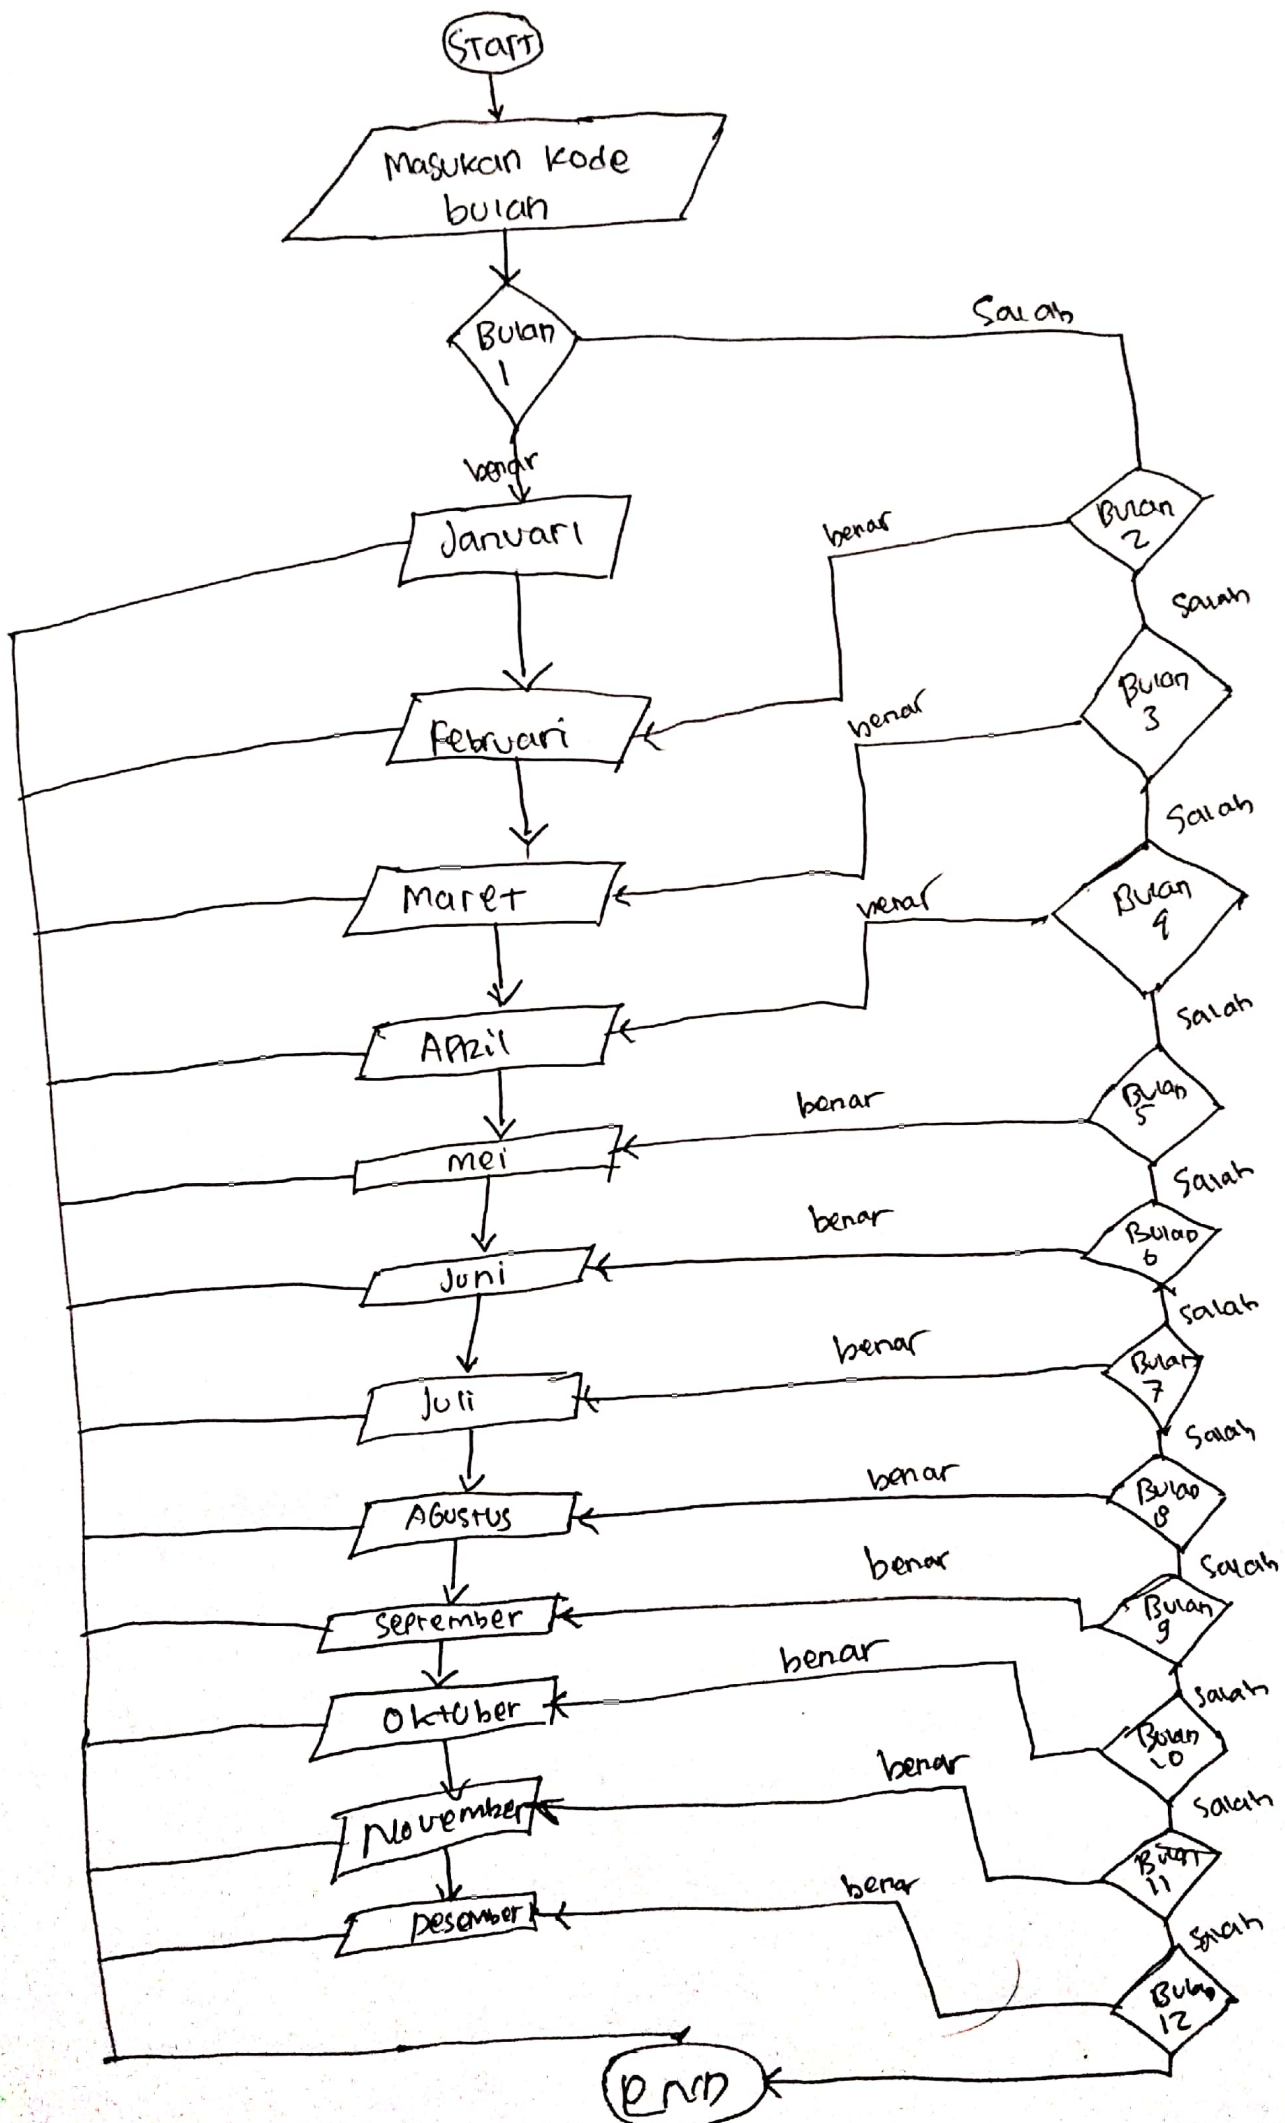 Start
Masukan kode
bulan
Bulan
1
Salah
benar
Januari
benar
Bulan
2
Salah
Februari
benar
Bulan
3
Salah
Maret
benar
Bulan
4
Salah
April
benar
Bulan
5
mei
Salah
benar
Bulan
6
Juni
Salah
benar
Bulan
7
Juli
Salah
benar
Bulan
8
AGustus
Salah
benar
Bulan
9
September
benar
Salah
Oktober
Bulan
10
benar
Salah
November
Bulan
11
benar
Desember
Salah
Bulan
12
END